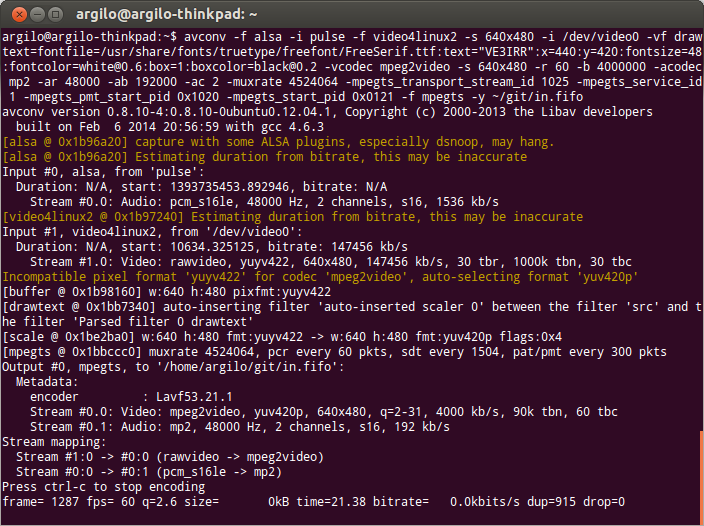 argilo@argilo-thinkpad: ~
argilo@argilo-thinkpad:~$ avconv -f alsa -i pulse -f video4linux2 -s 640x480 -i /dev/video0 -vf draw
text=fontfile=/usr/share/fonts/truetype/freefont/FreeSerif.ttf:text="VE3IRR":x=440:y=420:fontsize=48
:fontcolor=white@0.6:box=1:boxcolor=black@0.2 -vcodec mpeg2video -s 640x480 -r 60 -b 4000000 -acodec
 mp2 -ar 48000 -ab 192000 -ac 2 -muxrate 4524064 -mpegts_transport_stream_id 1025 -mpegts_service_id
 1 -mpegts_pmt_start_pid 0x1020 -mpegts_start_pid 0x0121 -f mpegts -y ~/git/in.fifo
avconv version 0.8.10-4:0.8.10-0ubuntu0.12.04.1, Copyright (c) 2000-2013 the Libav developers
  built on Feb  6 2014 20:56:59 with gcc 4.6.3
[alsa @ 0x1b96a20] capture with some ALSA plugins, especially dsnoop, may hang.
[alsa @ 0x1b96a20] Estimating duration from bitrate, this may be inaccurate
Input #0, alsa, from 'pulse':
  Duration: N/A, start: 1393735453.892946, bitrate: N/A
    Stream #0.0: Audio: pcm_s16le, 48000 Hz, 2 channels, s16, 1536 kb/s
[video4linux2 @ 0x1b97240] Estimating duration from bitrate, this may be inaccurate
Input #1, video4linux2, from '/dev/video0':
  Duration: N/A, start: 10634.325125, bitrate: 147456 kb/s
    Stream #1.0: Video: rawvideo, yuyv422, 640x480, 147456 kb/s, 30 tbr, 1000k tbn, 30 tbc
Incompatible pixel format 'yuyv422' for codec 'mpeg2video', auto-selecting format 'yuv420p'
[buffer @ 0x1b98160] w:640 h:480 pixfmt:yuyv422
[drawtext @ 0x1bb7340] auto-inserting filter 'auto-inserted scaler 0' between the filter 'src' and t
he filter 'Parsed filter 0 drawtext'
[scale @ 0x1be2ba0] w:640 h:480 fmt:yuyv422 -> w:640 h:480 fmt:yuv420p flags:0x4
[mpegts @ 0x1bbccc0] muxrate 4524064, pcr every 60 pkts, sdt every 1504, pat/pmt every 300 pkts
Output #0, mpegts, to '/home/argilo/git/in.fifo':
  Metadata:
    encoder         : Lavf53.21.1
    Stream #0.0: Video: mpeg2video, yuv420p, 640x480, q=2-31, 4000 kb/s, 90k tbn, 60 tbc
    Stream #0.1: Audio: mp2, 48000 Hz, 2 channels, s16, 192 kb/s
Stream mapping:
  Stream #1:0 -> #0:0 (rawvideo -> mpeg2video)
  Stream #0:0 -> #0:1 (pcm_s16le -> mp2)
Press ctrl-c to stop encoding
frame= 1287 fps= 60 q=2.6 size=       0kB time=21.38 bitrate=   0.0kbits/s dup=915 drop=0